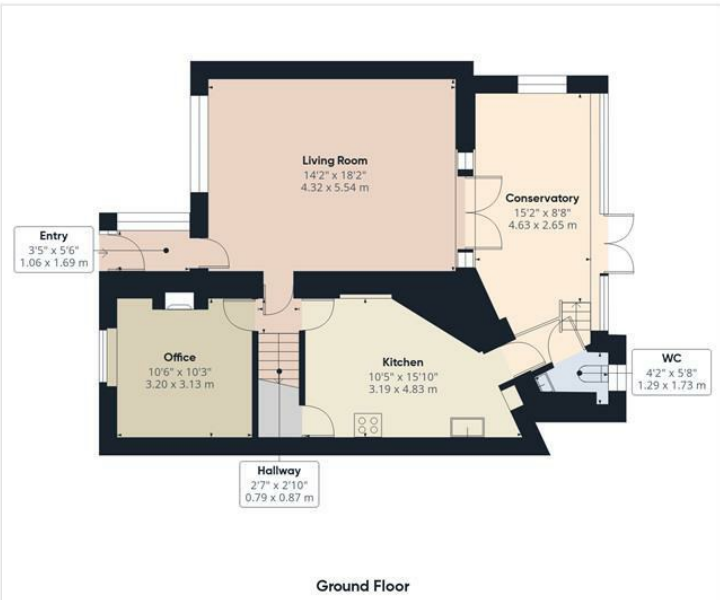 Living Room
14'2" x 18'2"
4.32 x 5.54 m
Conservatory
15'2" x 8'8"
4.63 x 2.65 m
Entry
3'5" x 5'6"
1.06 x 1.69 m
Office
10'6" x 10'3"
3.20 x 3.13 m
Kitchen
10'5" x 15'10"
3.19 x 4.83 m
WC
4'2" x 5'8"
1.29 x 1.73 m
Hallway
2'7" x 2'10"
0.79 x 0.87 m
Ground Floor